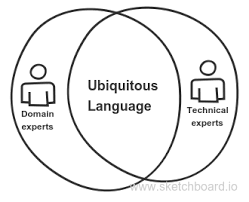 Ubiquitous
Language
Domain
experts
Technical
experts
www.sketchboard.io